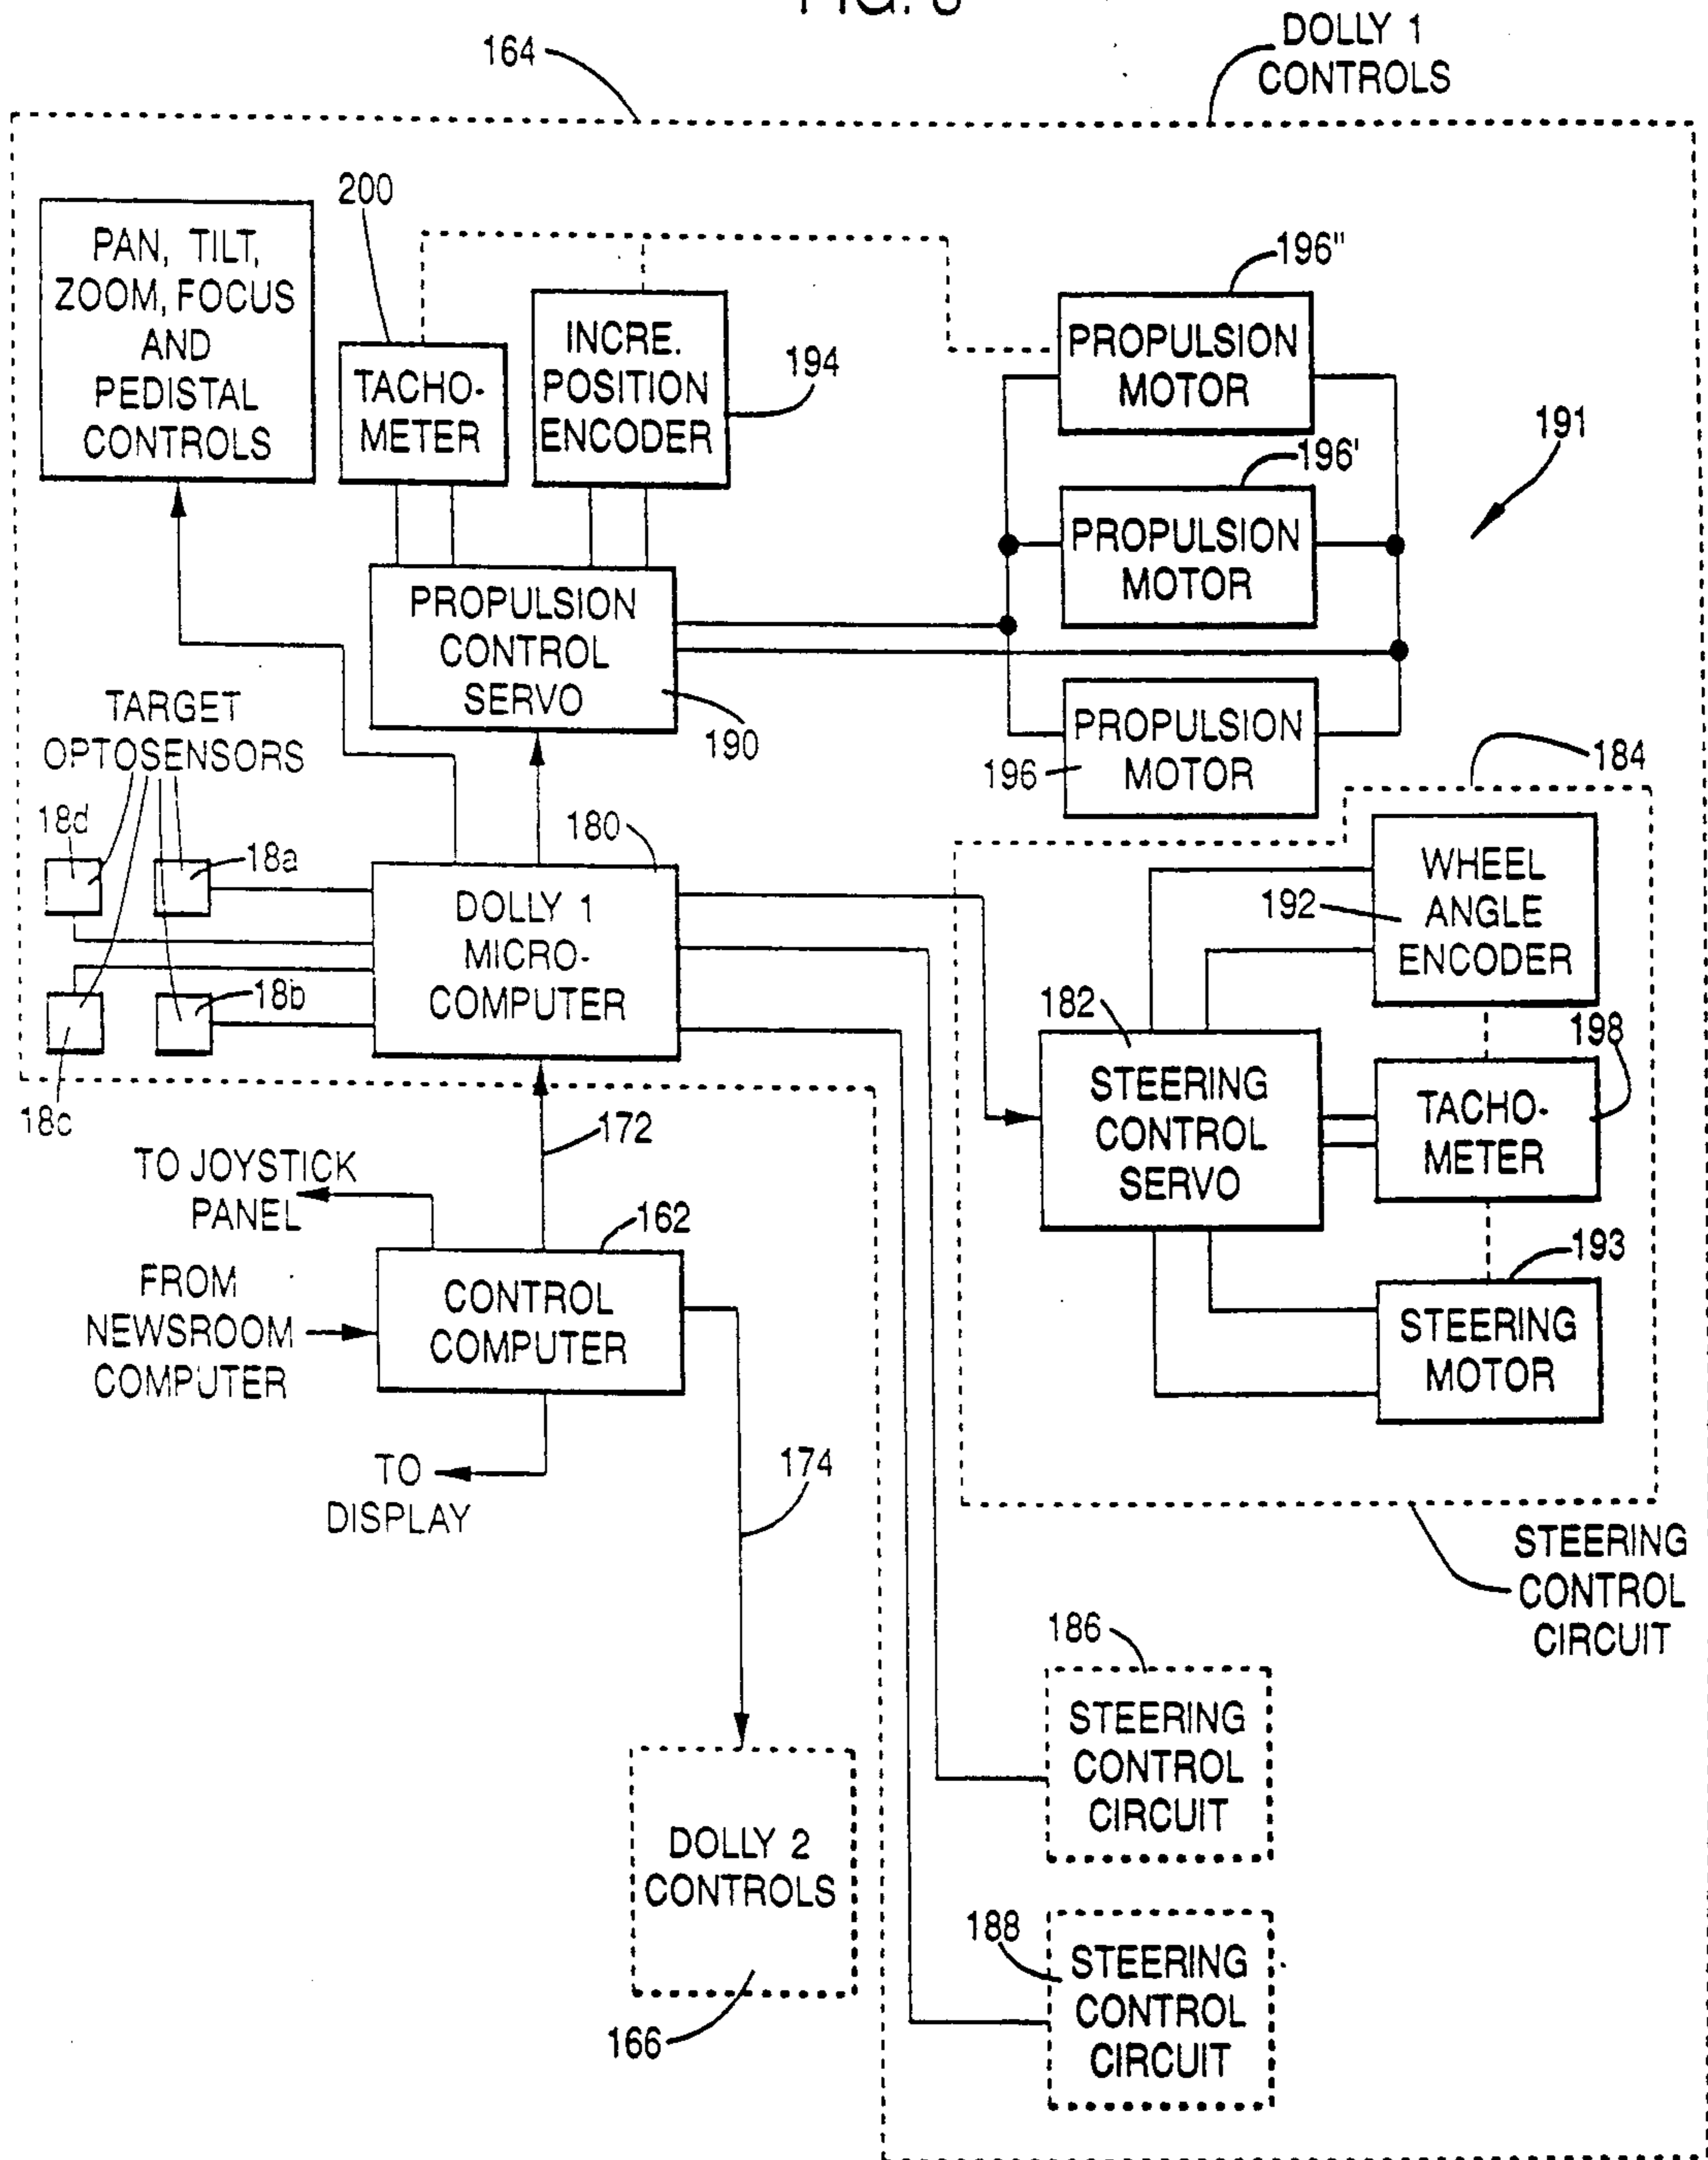 DOLLY 1
CONTROLS
164
200
PAN, TILT,
ZOOM, FOCUS
AND
PEDISTAL
CONTROLS
TACHO-
METER
INCRE.
POSITION
ENCODER
194
196"
PROPULSION
MOTOR
196'
PROPULSION
MOTOR
191
PROPULSION
CONTROL
SERVO
190
196
PROPULSION
MOTOR
184
TARGET
OPTOSENSORS
18d
18a
18b
18c
180
DOLLY 1
MICRO-
COMPUTER
192
WHEEL
ANGLE
ENCODER
182
STEERING
CONTROL
SERVO
198
TACHO-
METER
193
STEERING
MOTOR
172
TO JOYSTICK
PANEL
162
FROM
NEWSROOM
COMPUTER
CONTROL
COMPUTER
TO
DISPLAY
174
STEERING
CONTROL
CIRCUIT
186
STEERING
CONTROL
CIRCUIT
DOLLY 2
CONTROLS
166
188
STEERING
CONTROL
CIRCUIT